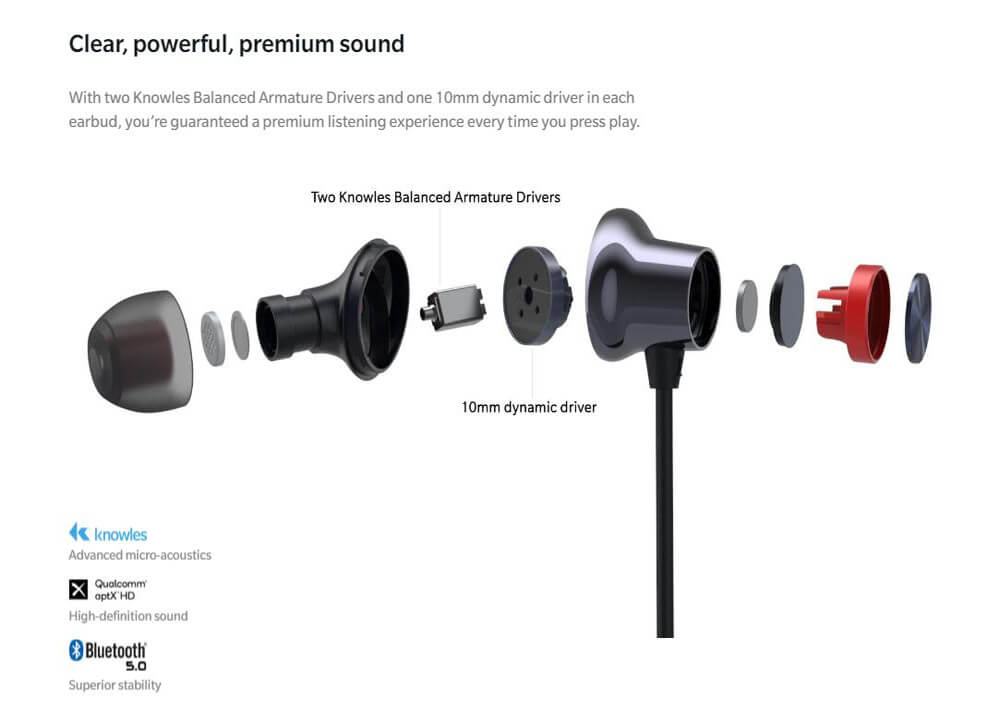 Clear, powerful, premium sound
With two Knowles Balanced Armature Drivers and one 10mm dynamic driver in each
earbud, you’re guaranteed a premium listening experience every time you press play.
Two Knowles Balanced Armature Drivers
10mm dynamic driver
knowles
Advanced micro-acoustics
Qualcomm
aptX HD
High-definition sound
Bluetooth
5.0
Superior stability